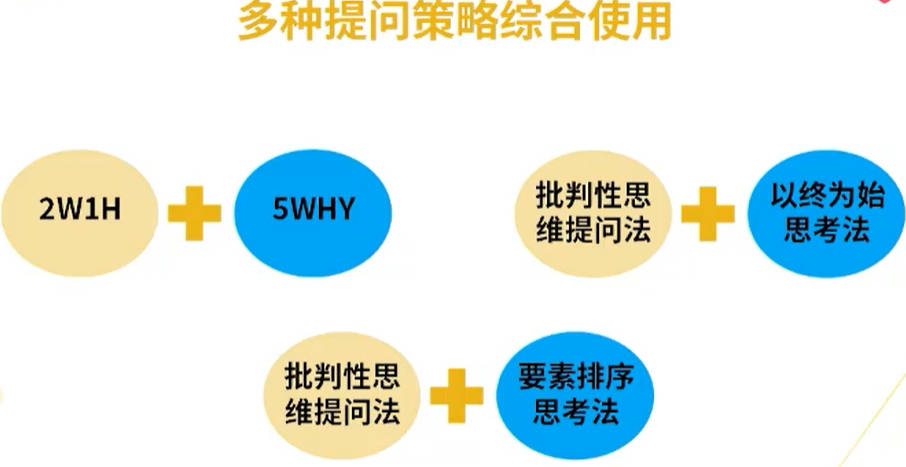 多种提问策略综合使用
2W1H
5WHY
批判性思
维提问法
以终为始
思考法
批判性思
维提问法
要素排序
思考法